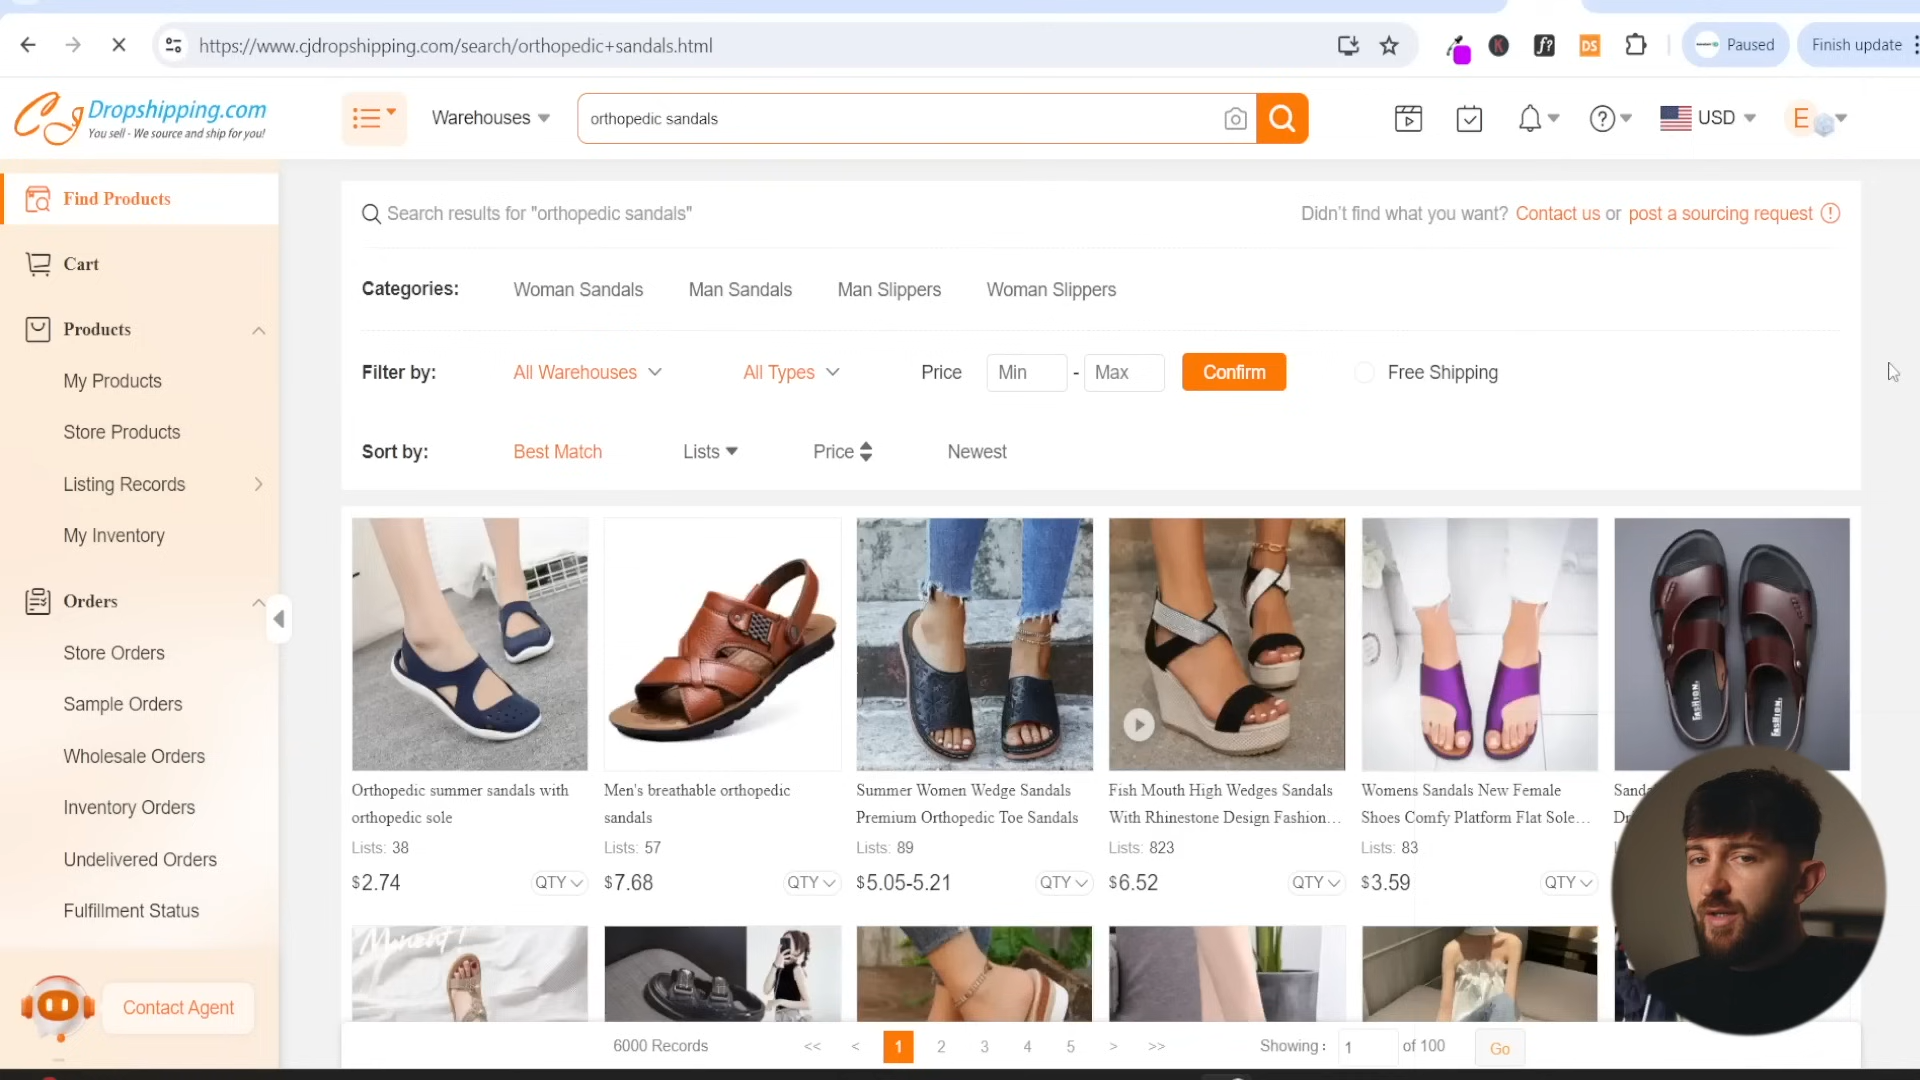 https://www.cjdropshipping.com/search/orthopedic+sandals.html
K
f?
DS
Paused
Finish update
CJ Dropshipping.com
You sell - We source and ship for you!
Warehouses
orthopedic sandals
USD
E
Find Products
Cart
Products
My Products
Store Products
Listing Records
My Inventory
Orders
Store Orders
Sample Orders
Wholesale Orders
Inventory Orders
Undelivered Orders
Fulfillment Status
Contact Agent
Search results for "orthopedic sandals"
Didn't find what you want? Contact us or post a sourcing request
Categories: Woman Sandals Man Sandals Man Slippers Woman Slippers
Filter by: All Warehouses All Types Price Min - Max Confirm Free Shipping
Sort by: Best Match Lists Price Newest
FASHION
FASHION
Orthopedic summer sandals with
orthopedic sole
Lists: 38
$2.74 QTY
Men's breathable orthopedic
sandals
Lists: 57
$7.68 QTY
Summer Women Wedge Sandals
Premium Orthopedic Toe Sandals
Lists: 89
$5.05-5.21 QTY
Fish Mouth High Wedges Sandals
With Rhinestone Design Fashion...
Lists: 823
$6.52 QTY
Womens Sandals New Female
Shoes Comfy Platform Flat Sole...
Lists: 83
$3.59 QTY
Moment!
6000 Records << < 1 2 3 4 5 > >> Showing: 1 of 100 Go